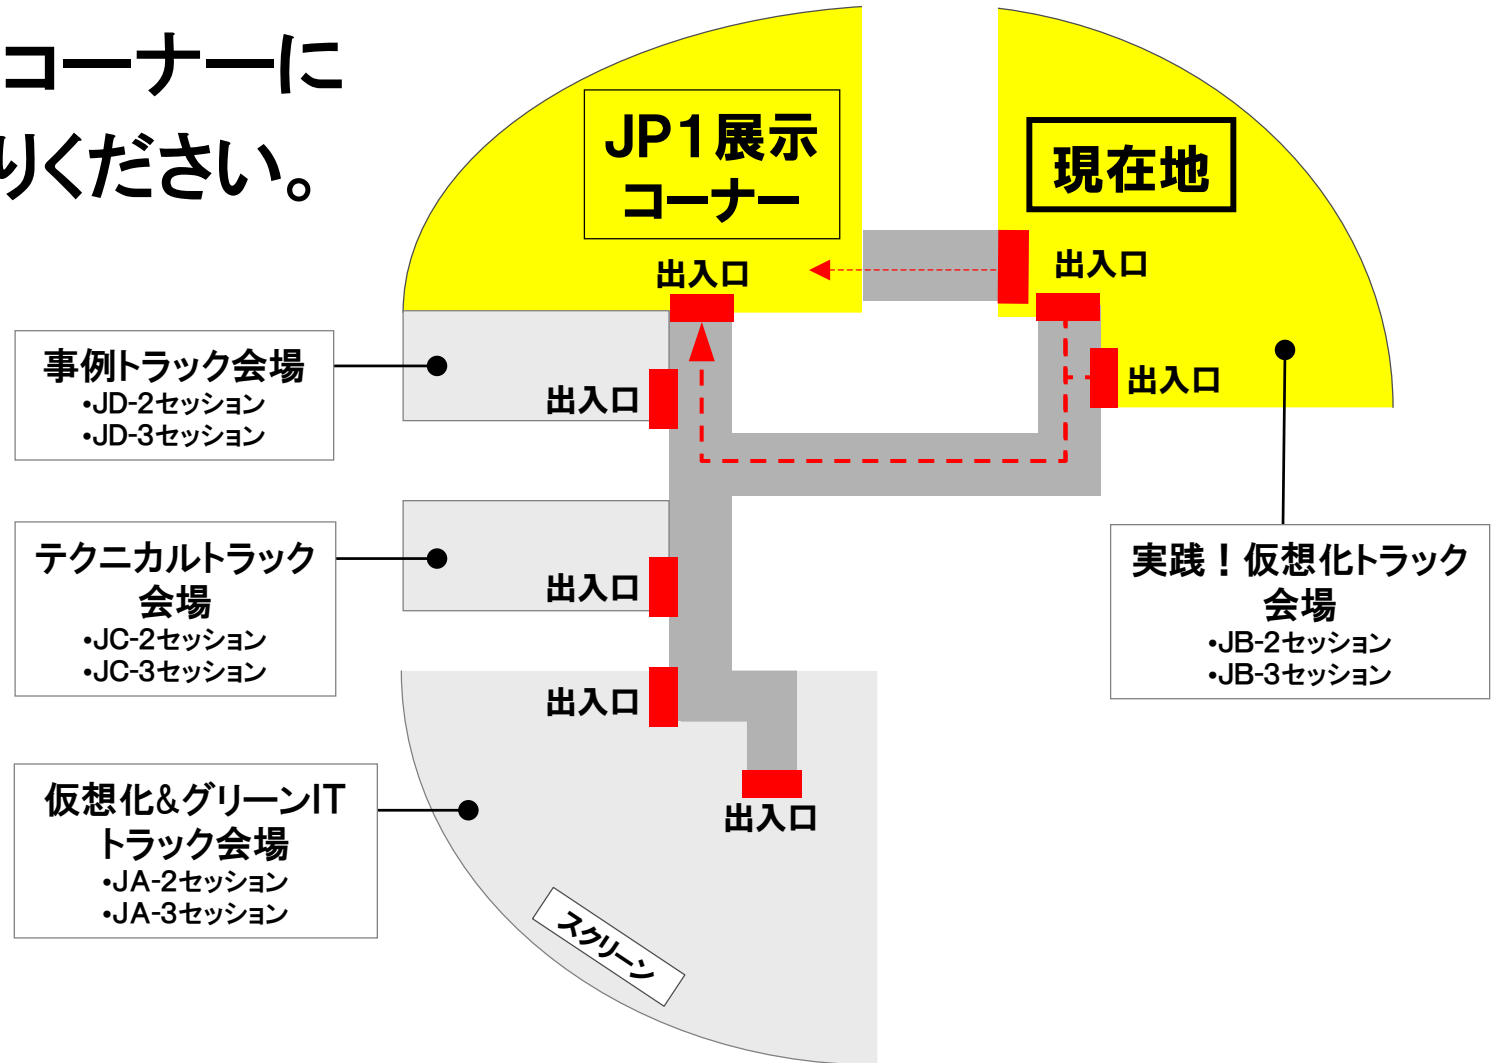 コーナーに
りください。
JP1展示
コーナー
現在地
出入口
出入口
出入口
出入口
事例トラック会場
•JD-2セッション
•JD-3セッション
テクニカルトラック
会場
•JC-2セッション
•JC-3セッション
出入口
実践！仮想化トラック
会場
•JB-2セッション
•JB-3セッション
出入口
仮想化&グリーンIT
トラック会場
•JA-2セッション
•JA-3セッション
出入口
スクリーン